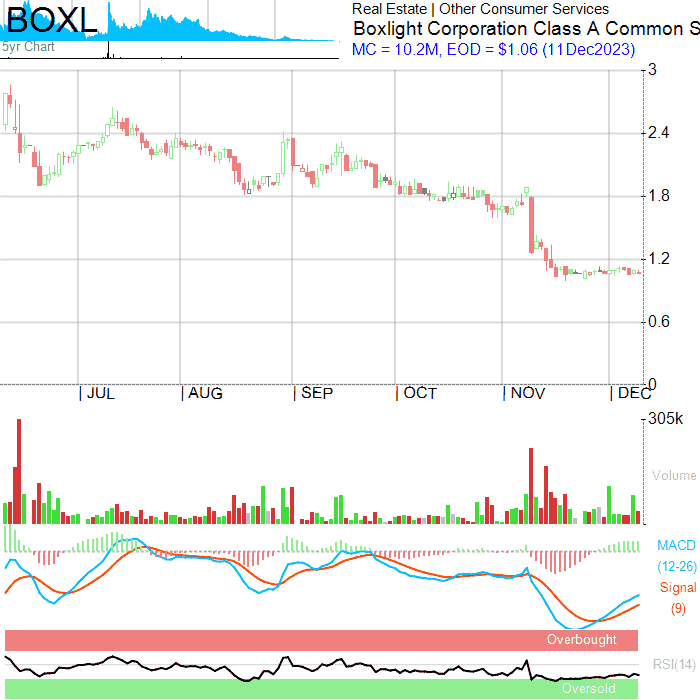 BOXL
5yr Chart
Real Estate | Other Consumer Services
Boxlight Corporation Class A Common S
MC = 10.2M, EOD = $1.06 (11Dec2023)
3
2.4
1.8
1.2
0.6
0
| JUL | AUG | SEP | OCT | NOV | DEC
305k
Volume
MACD
(12-26)
Signal
(9)
Overbought
RSI(14)
Oversold